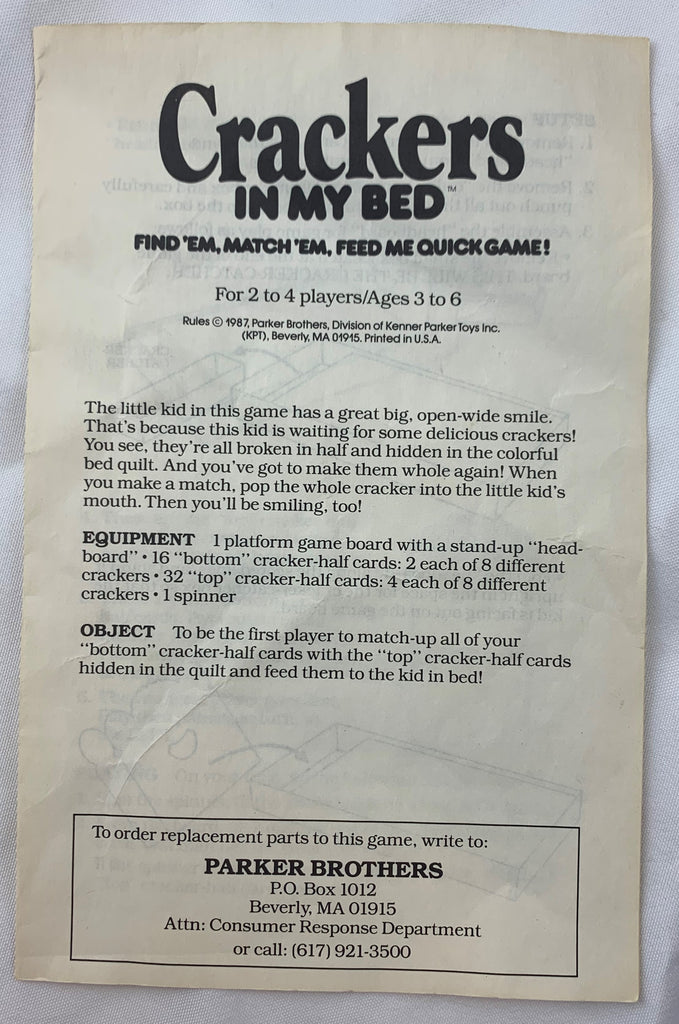 Crackers
IN MY BED™
FIND 'EM, MATCH 'EM, FEED ME QUICK GAME!
For 2 to 4 players/Ages 3 to 6
Rules © 1987, Parker Brothers, Division of Kenner Parker Toys Inc.
(KPT), Beverly, MA 01915. Printed in U.S.A.
The little kid in this game has a great big, open-wide smile.
That's because this kid is waiting for some delicious crackers!
You see, they're all broken in half and hidden in the colorful
bed quilt. And you've got to make them whole again! When
you make a match, pop the whole cracker into the little kid's
mouth. Then you'll be smiling, too!
EQUIPMENT 1 platform game board with a stand-up "head-
board" • 16 "bottom" cracker-half cards: 2 each of 8 different
crackers • 32 "top" cracker-half cards: 4 each of 8 different
crackers • 1 spinner
OBJECT To be the first player to match-up all of your
"bottom" cracker-half cards with the "top" cracker-half cards
hidden in the quilt and feed them to the kid in bed!
To order replacement parts to this game, write to:
PARKER BROTHERS
P.O. Box 1012
Beverly, MA 01915
Attn: Consumer Response Department
or call: (617) 921-3500